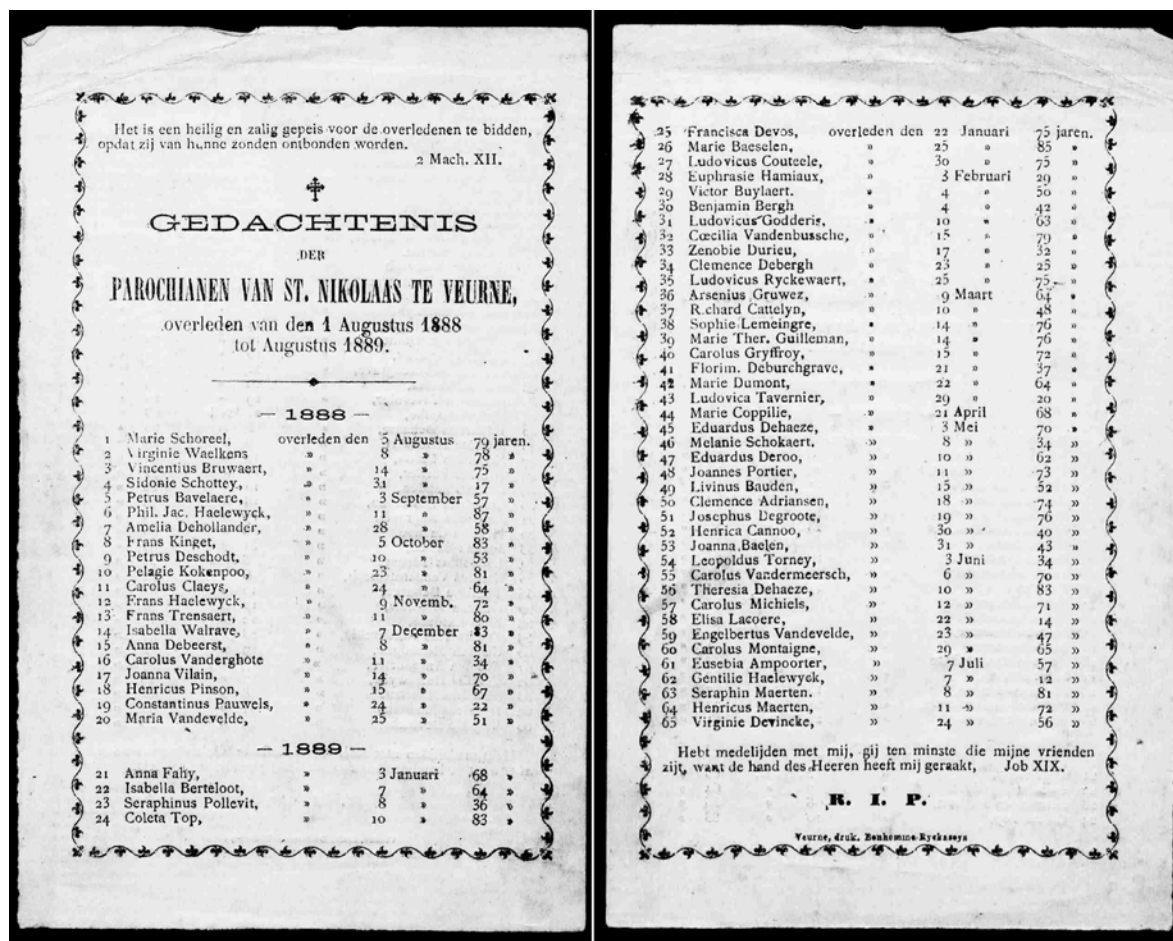 Het is een heilig en zalig gepeis voor de overledenen te bidden,
opdat zij van hunne zonden ontbonden worden.
2 Mach. XII.
GEDACHTENIS
DER
PAROCHIANEN VAN ST. NIKOLAAS TE VEURNE,
overleden van den 1 Augustus 1888
tot Augustus 1889.
— 1888 —
1 Marie Schoreel, overleden den 5 Augustus 79 jaren.
2 Virginie Waelkens » 8 » 78 »
3 Vincentius Bruwaert, » 14 » 75 »
4 Sidonie Schottey, » 31 » 17 »
5 Petrus Bavelaere, » 3 September 57 »
6 Phil. Jac. Haelewyck, » 11 » 87 »
7 Amelia Dehollander, » 28 » 58 »
8 Frans Kinget, » 5 October 83 »
9 Petrus Deschodt, » 10 » 53 »
10 Pelagie Kokenpoo, » 23 » 81 »
11 Carolus Claeys, » 24 » 64 »
12 Frans Haelewyck, » 9 Novemb. 72 »
13 Frans Trensaert, » 11 » 80 »
14 Isabella Walrave, » 7 December »
15 Anna Debeerst, » 8 » 81 »
16 Carolus Vanderghote » 11 » 34 »
17 Joanna Vilain, » 14 » 70 »
18 Henricus Pinson, » 15 » 67 »
19 Constantinus Pauwels, » 24 » 22 »
20 Maria Vandevelde, » 25 » 51 »
— 1889 —
21 Anna Fahy, » 3 Januari 68 »
22 Isabella Berteloot, » 7 » 64 »
23 Seraphinus Pollevit, » 8 » 36 »
24 Coleta Top, » 10 » 83 »
25 Francisca Devos, overleden den 22 Januari 75 jaren.
26 Marie Baeselen, » 25 » 85 »
27 Ludovicus Couteele, » 30 » 75 »
28 Euphrasie Hamiaux, » 3 Februari 29 »
29 Victor Buylaert. » 4 » 50 »
30 Benjamin Bergh » 4 » 42 »
31 Ludovicus Godderis, » 10 » 63 »
32 Cœcilia Vandenbussche, » 15 » 79 »
33 Zenobie Durieu, » 17 » 32 »
34 Clemence Debergh » 23 » 25 »
35 Ludovicus Ryckewaert, » 25 » 75 »
36 Arsenius Gruwez, » 9 Maart 64 »
37 Richard Cattelyn, » 10 » 48 »
38 Sophie Lemeingre, » 14 » 76 »
39 Marie Ther. Guilleman, » 14 » 76 »
40 Carolus Gryffroy, » 15 » 72 »
41 Florim. Deburchgrave, » 21 » 37 »
42 Marie Dumont, » 22 » 64 »
43 Ludovica Tavernier, » 29 » 20 »
44 Marie Coppilie, » 21 April 68 »
45 Eduardus Dehaeze, » 3 Mei 70 »
46 Melanie Schokaert. » 8 » 34 »
47 Eduardus Deroo, » 10 » 62 »
48 Joannes Portier, » 11 » 73 »
49 Livinus Bauden, » 15 » 52 »
50 Clemence Adriansen, » 18 » 74 »
51 Josephus Degroote, » 19 » 76 »
52 Henrica Cannoo, » 30 » 40 »
53 Joanna Baelen, » 31 » 43 »
54 Leopoldus Torney, » 3 Juni 34 »
55 Carolus Vandermeersch, » 6 » 70 »
56 Theresia Dehaeze, » 10 » 83 »
57 Carolus Michiels, » 12 » 71 »
58 Elisa Lacoere, » 22 » 14 »
59 Engelbertus Vandevelde, » 23 » 47 »
60 Carolus Montaigne, » 29 » 65 »
61 Eusebia Ampoorter, » 7 Juli 57 »
62 Gentilie Haelewyck, » 7 » 12 »
63 Seraphin Maerten. » 8 » 81 »
64 Henricus Maerten, » 11 » 72 »
65 Virginie Devincke, » 24 » 56 »
Hebt medelijden met mij, gij ten minste die mijne vrienden
zijt, want de hand des Heeren heeft mij geraakt, Job XIX.
R. I. P.
Veurne, druk. Bonhomme-Ryckaseys